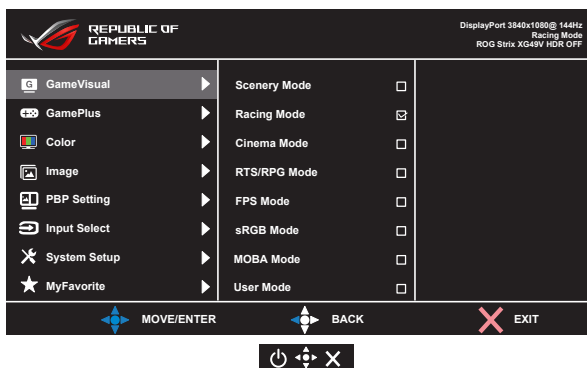 REPUBLIC OF
GAMERS
DisplayPort 3840x1080@ 144Hz
Racing Mode
ROG Strix XG49V HDR OFF
G GameVisual
GamePlus
Color
Image
PBP Setting
Input Select
System Setup
MyFavorite
Scenery Mode
Racing Mode
Cinema Mode
RTS/RPG Mode
FPS Mode
sRGB Mode
MOBA Mode
User Mode
MOVE/ENTER
BACK
EXIT